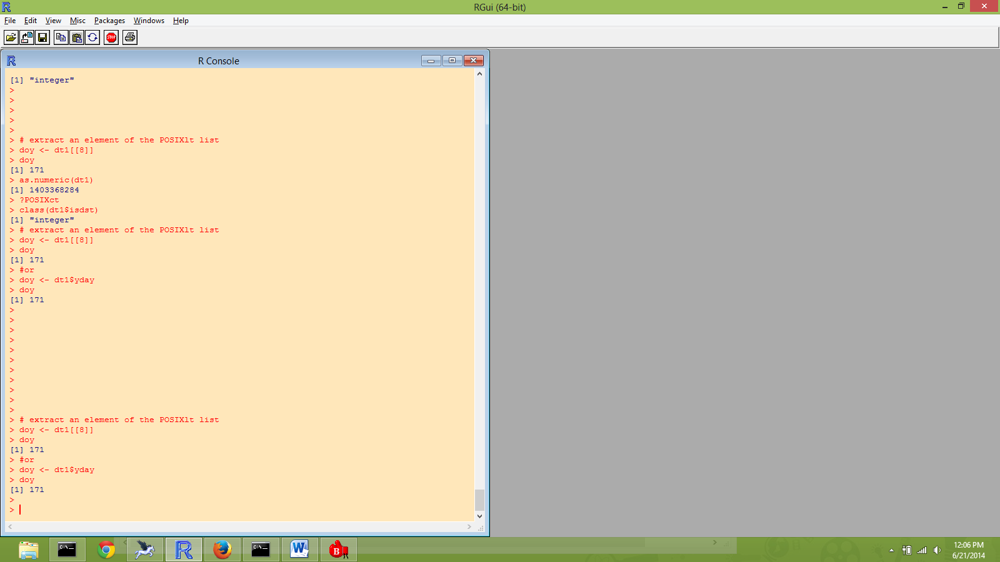 RGui (64-bit)
File Edit View Misc Packages Windows Help
STOP
R Console
[1] "integer"
>
>
>
>
>
> # extract an element of the POSIXlt list
> doy <- dt1[[8]]
> doy
[1] 171
> as.numeric(dt1)
[1] 1403368284
> ?POSIXct
> class(dt1$isdst)
[1] "integer"
> # extract an element of the POSIXlt list
> doy <- dt1[[8]]
> doy
[1] 171
> #or
> doy <- dt1$yday
> doy
[1] 171
>
>
>
>
>
>
>
>
>
>
>
> # extract an element of the POSIXlt list
> doy <- dt1[[8]]
> doy
[1] 171
> #or
> doy <- dt1$yday
> doy
[1] 171
>
>
12:06 PM
6/21/2014